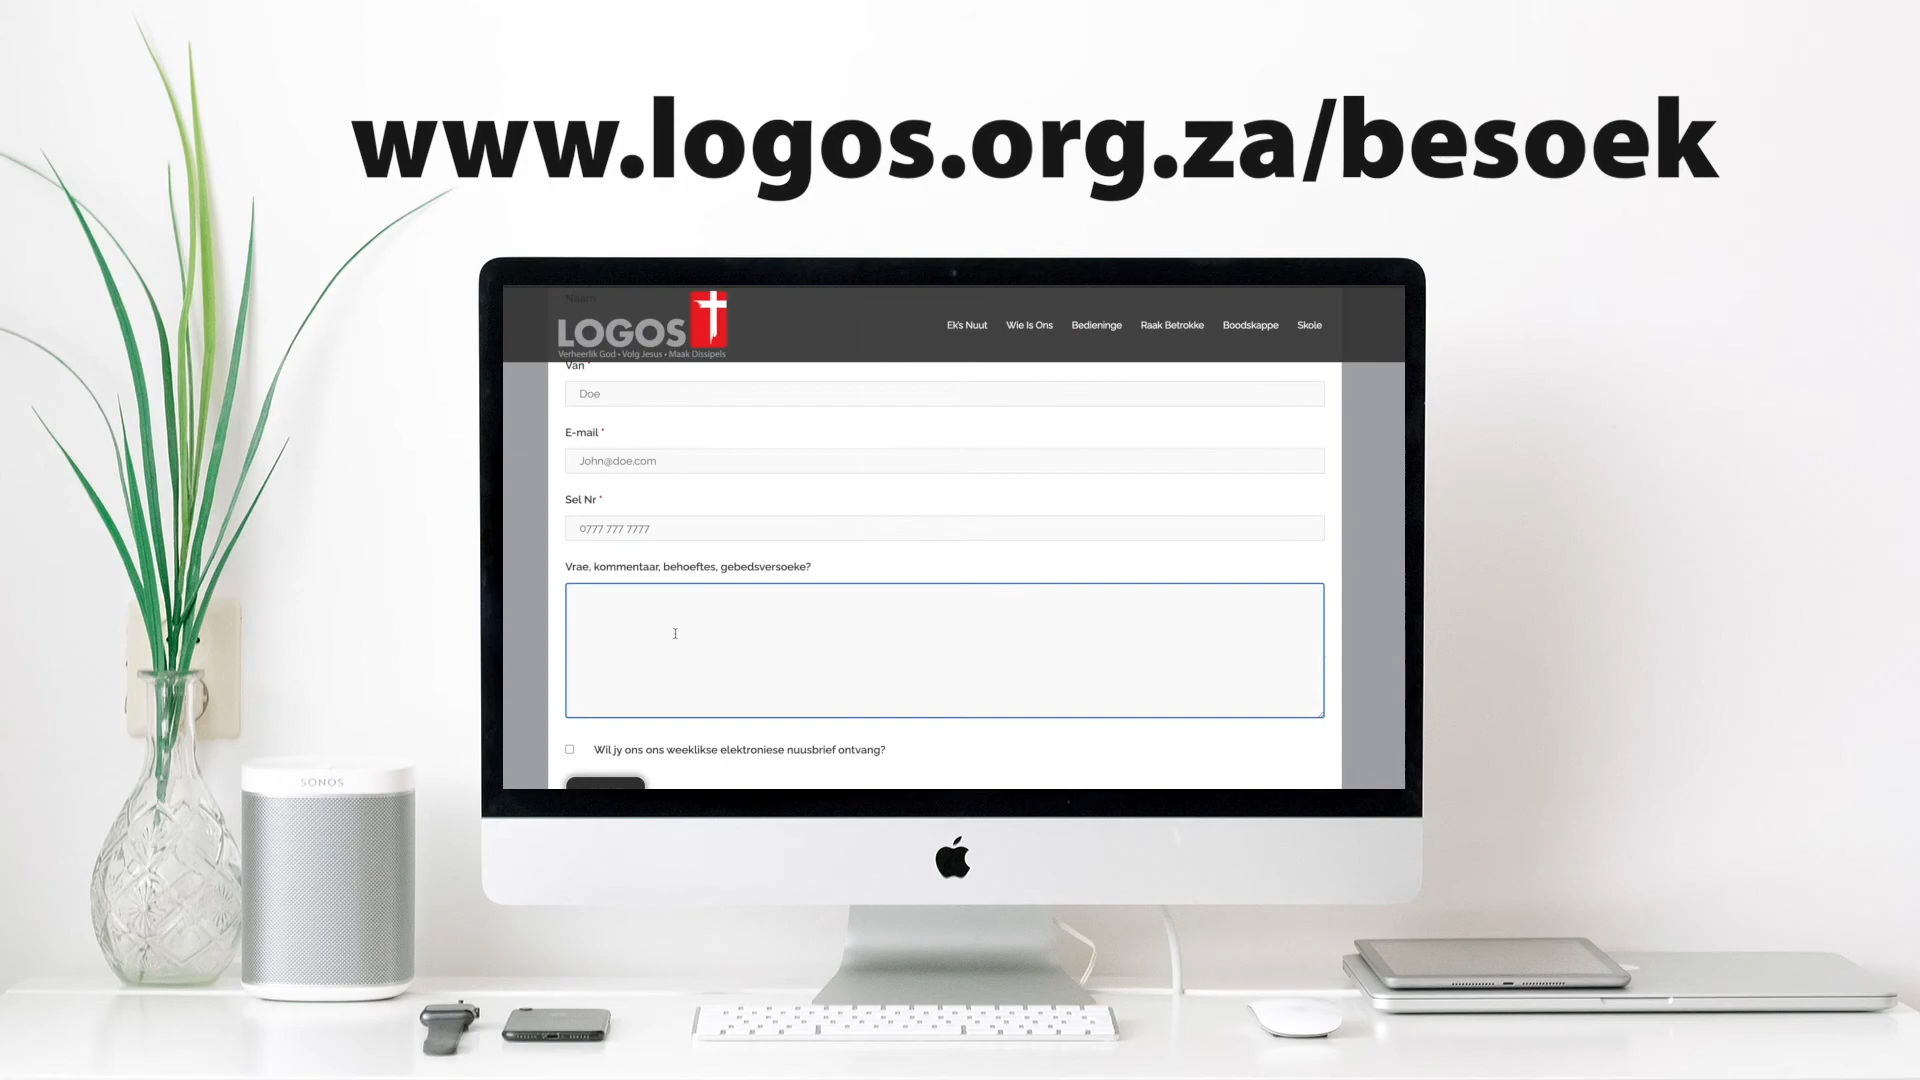 www.logos.org.za/besoek
Naam
LOGOS
Verheerlik God • Volg Jesus • Maak Dissipels
Ek's Nuut Wie Is Ons Bedieninge Raak Betrokke Boodskappe Skole
Van *
Doe
E-mail *
John@doe.com
Sel Nr *
0777 777 7777
Vrae, kommentaar, behoeftes, gebedsversoeke?
Wil jy ons ons weeklikse elektroniese nuusbrief ontvang?
SONOS